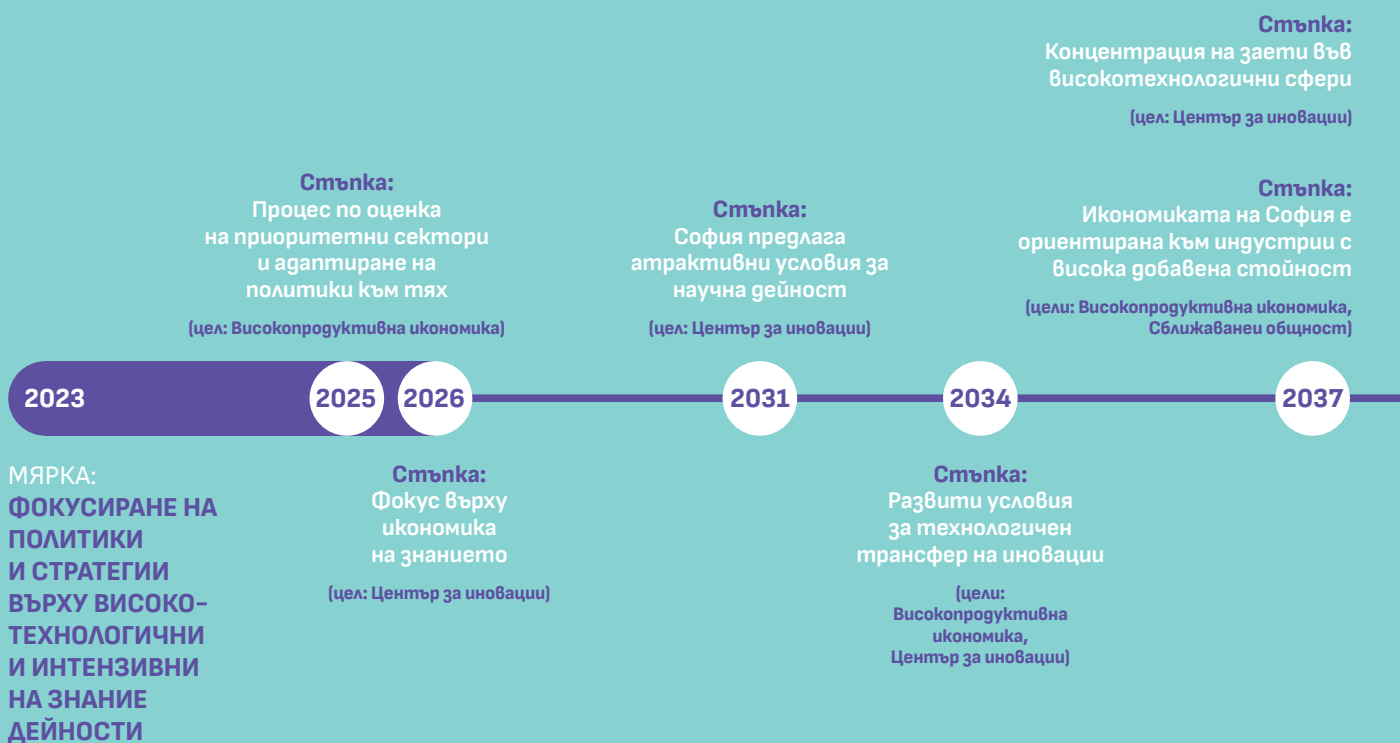 Стъпка:
Концентрация на заети във
високотехнологични сфери
(цел: Център за иновации)
Стъпка:
Процес по оценка
на приоритетни сектори
и адаптиране на
политики към тях
(цел: Високопродуктивна икономика)
Стъпка:
София предлага
атрактивни условия за
научна дейност
(цел: Център за иновации)
Стъпка:
Икономиката на София е
ориентирана към индустрии с
висока добавена стойност
(цели: Високопродуктивна икономика,
Сближаванеи общност)
2023
2025
2026
2031
2034
2037
МЯРКА:
ФОКУСИРАНЕ НА
ПОЛИТИКИ
И СТРАТЕГИИ
ВЪРХУ ВИСОКО-
ТЕХНОЛОГИЧНИ
И ИНТЕНЗИВНИ
НА ЗНАНИЕ
ДЕЙНОСТИ
Стъпка:
Фокус върху
икономика
на знанието
(цел: Център за иновации)
Стъпка:
Развити условия
за технологичен
трансфер на иновации
(цели:
Високопродуктивна
икономика,
Център за иновации)